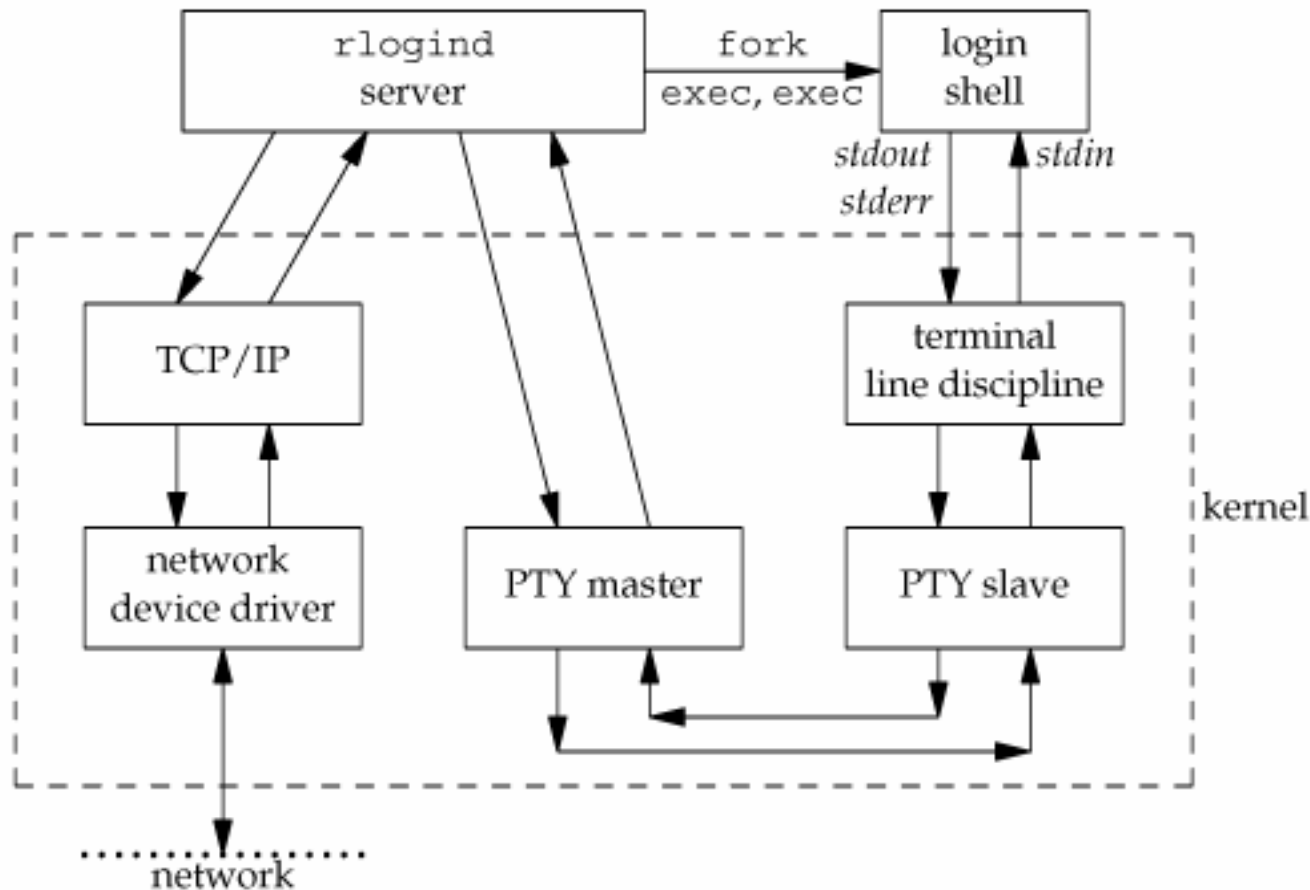 rlogind
server
fork
exec, exec
login
shell
stdout
stderr
stdin
TCP/IP
terminal
line discipline
kernel
network
device driver
PTY master
PTY slave
network